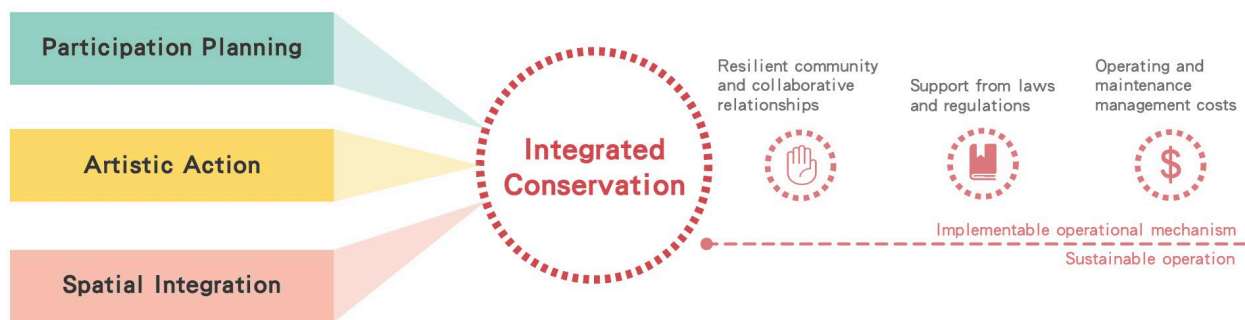 Participation Planning
Artistic Action
Spatial Integration
Integrated
Conservation
Resilient community
and collaborative
relationships
Support from laws
and regulations
Operating and
maintenance
management costs
$
Implementable operational mechanism
Sustainable operation